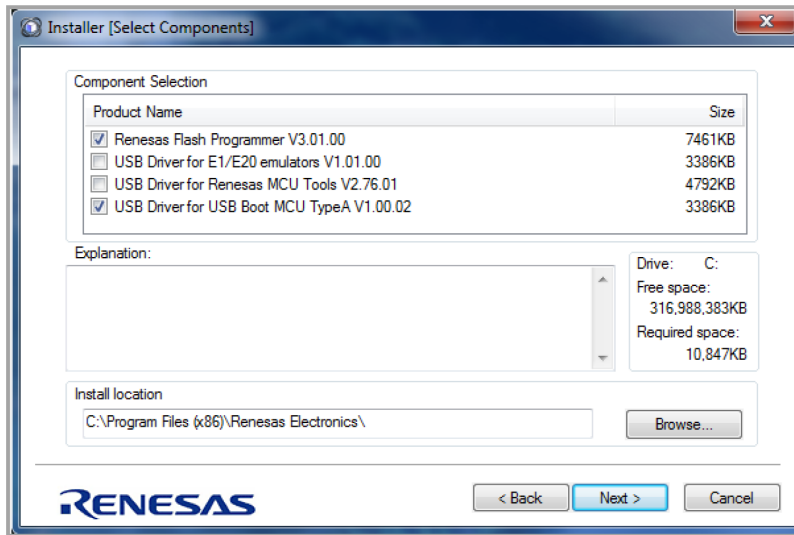 Installer [Select Components]
Component Selection
Product Name Size
Renesas Flash Programmer V3.01.00 7461KB
USB Driver for E1/E20 emulators V1.01.00 3386KB
USB Driver for Renesas MCU Tools V2.76.01 4792KB
USB Driver for USB Boot MCU TypeA V1.00.02 3386KB
Explanation:
Drive: C:
Free space:
316,988,383KB
Required space:
10,847KB
Install location
C:\Program Files (x86)\Renesas Electronics\
Browse...
RENESAS
< Back Next > Cancel